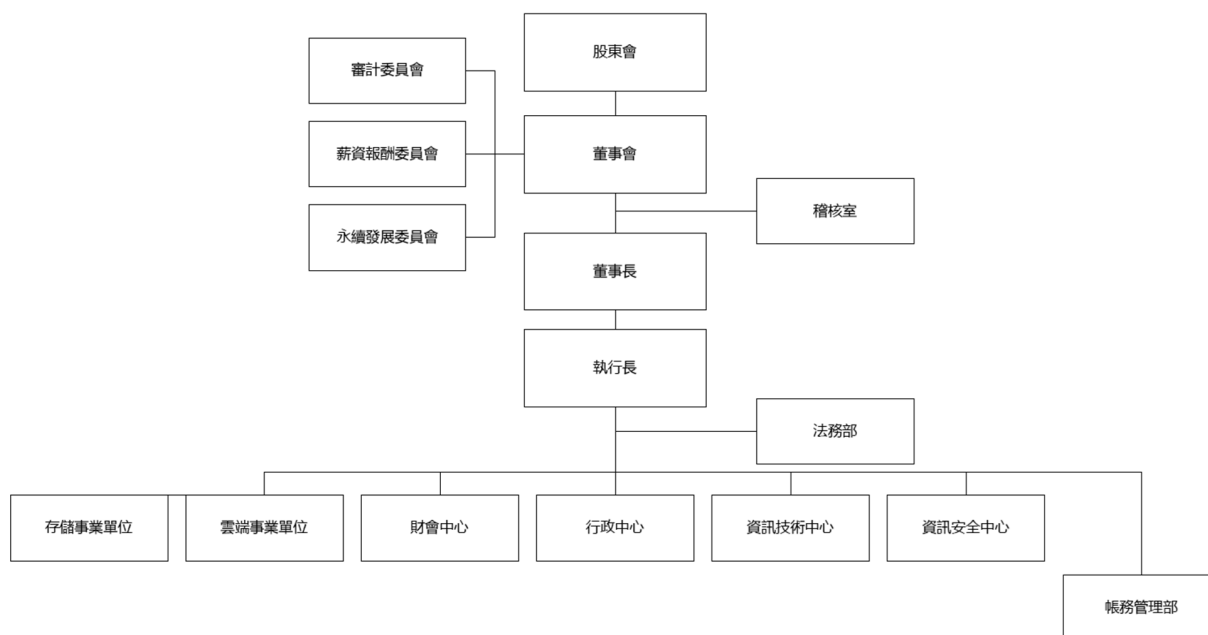 股東會
審計委員會
薪資報酬委員會
董事會
稽核室
永續發展委員會
董事長
執行長
法務部
存儲事業單位
雲端事業單位
財會中心
行政中心
資訊技術中心
資訊安全中心
帳務管理部